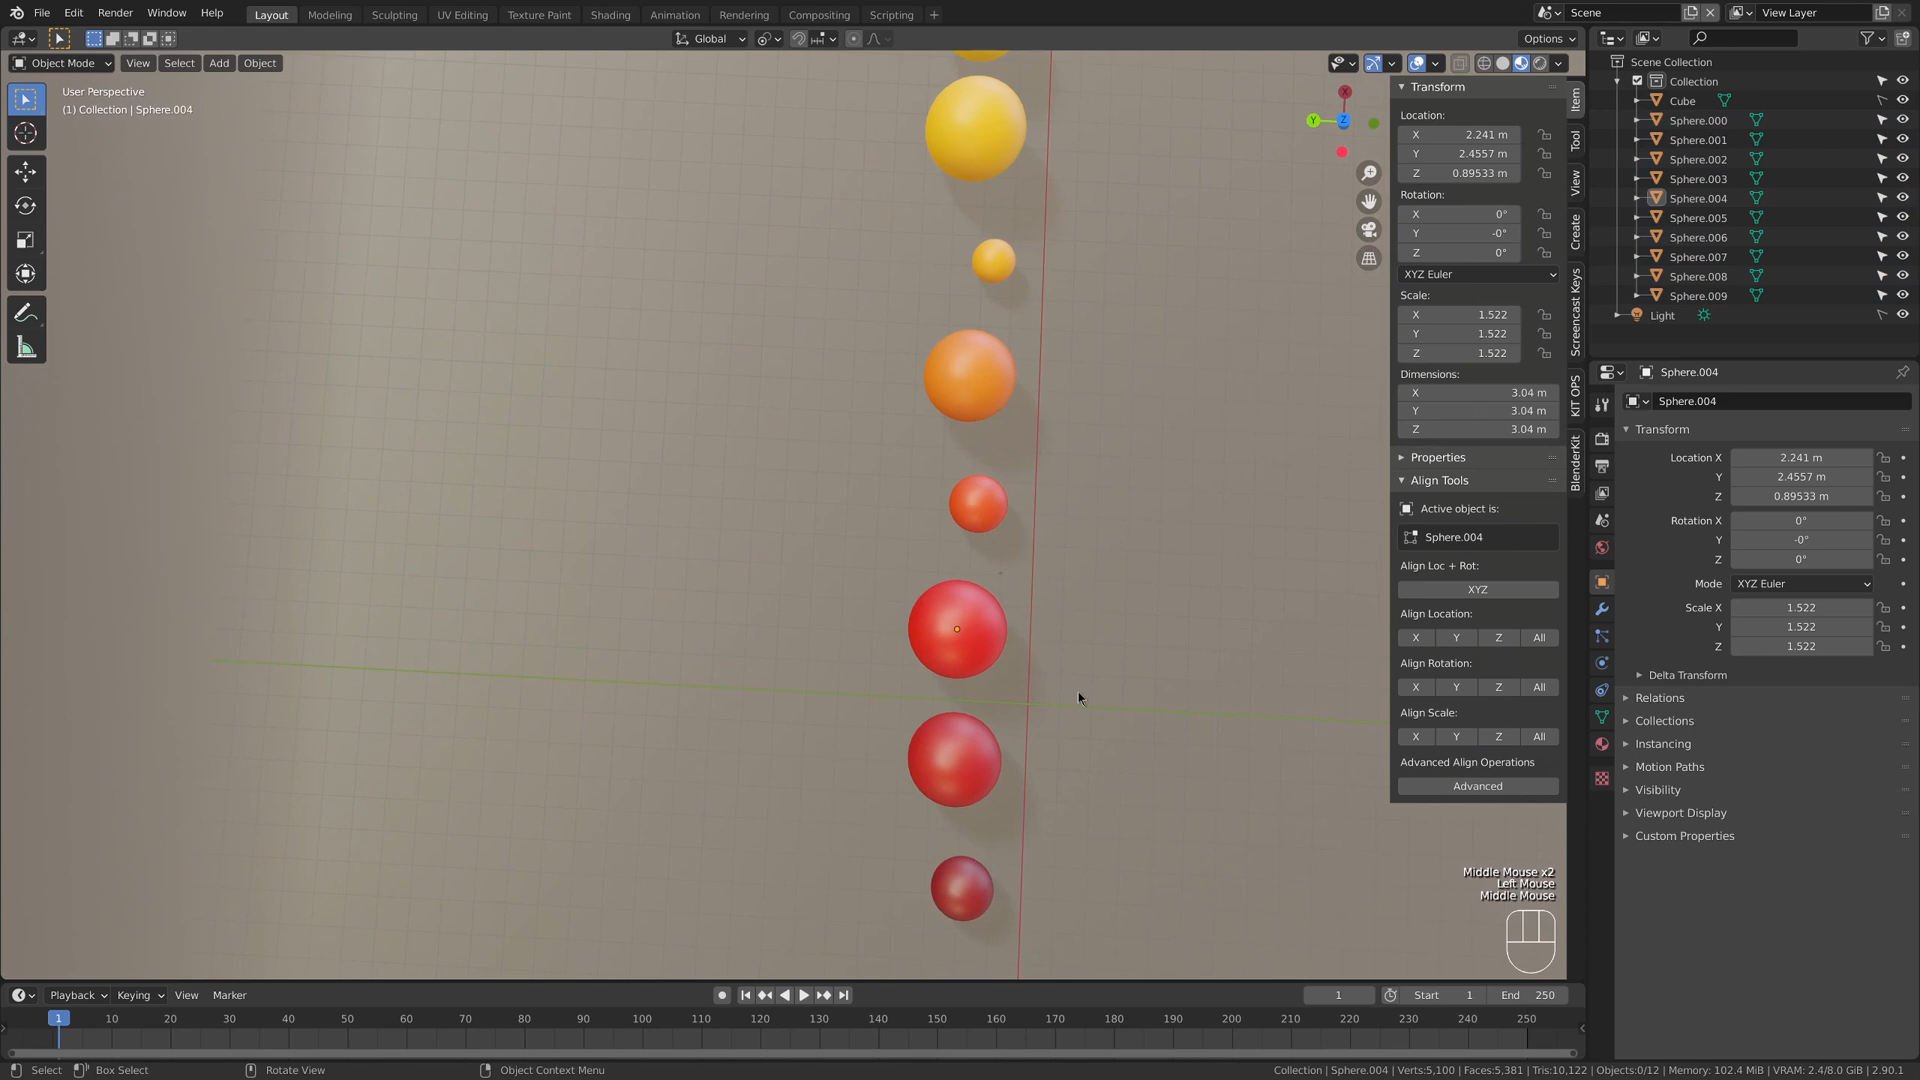 File Edit Render Window Help Layout Modeling Sculpting UV Editing Texture Paint Shading Animation Rendering Compositing Scripting + Scene View Layer
Global Options
Object Mode View Select Add Object
User Perspective
(1) Collection | Sphere.004
X
Y Z
Transform
Location:
X 2.241 m
Y 2.4557 m
Z 0.89533 m
Rotation:
X 0°
Y -0°
Z 0°
XYZ Euler
Scale:
X 1.522
Y 1.522
Z 1.522
Dimensions:
X 3.04 m
Y 3.04 m
Z 3.04 m
Properties
Align Tools
Active object is:
Sphere.004
Align Loc + Rot:
XYZ
Align Location:
X Y Z All
Align Rotation:
X Y Z All
Align Scale:
X Y Z All
Advanced Align Operations
Advanced
Item
Tool
View
Create
Screencast Keys
KIT OPS
BlenderKit
Middle Mouse x2
Left Mouse
Middle Mouse
Scene Collection
Collection
Cube
Sphere.000
Sphere.001
Sphere.002
Sphere.003
Sphere.004
Sphere.005
Sphere.006
Sphere.007
Sphere.008
Sphere.009
Light
Sphere.004
Sphere.004
Transform
Location X 2.241 m
Y 2.4557 m
Z 0.89533 m
Rotation X 0°
Y -0°
Z 0°
Mode XYZ Euler
Scale X 1.522
Y 1.522
Z 1.522
Delta Transform
Relations
Collections
Instancing
Motion Paths
Visibility
Viewport Display
Custom Properties
Playback Keying View Marker 1 Start 1 End 250
1 10 20 30 40 50 60 70 80 90 100 110 120 130 140 150 160 170 180 190 200 210 220 230 240 250
Select Box Select Rotate View Object Context Menu Collection | Sphere.004 | Verts:5,100 | Faces:5,381 | Tris:10,122 | Objects:0/12 | Memory: 102.4 MiB | VRAM: 2.4/8.0 GiB | 2.90.1